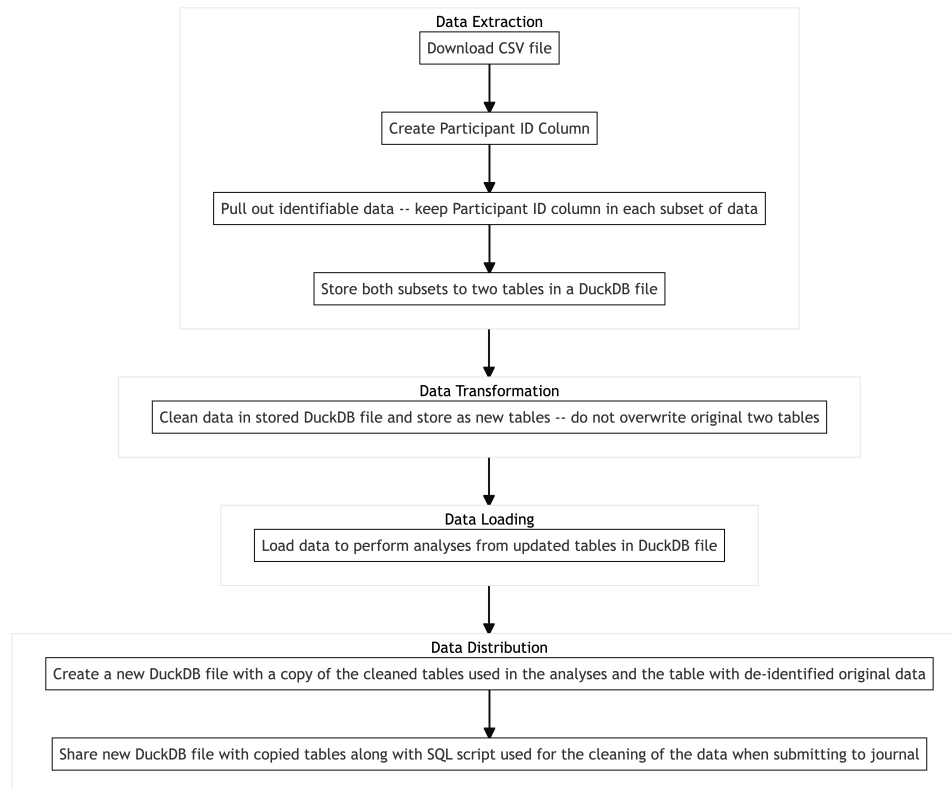 Data Extraction
Download CSV file
Create Participant ID Column
Pull out identifiable data -- keep Participant ID column in each subset of data
Store both subsets to two tables in a DuckDB file
Data Transformation
Clean data in stored DuckDB file and store as new tables -- do not overwrite original two tables
Data Loading
Load data to perform analyses from updated tables in DuckDB file
Data Distribution
Create a new DuckDB file with a copy of the cleaned tables used in the analyses and the table with de-identified original data
Share new DuckDB file with copied tables along with SQL script used for the cleaning of the data when submitting to journal